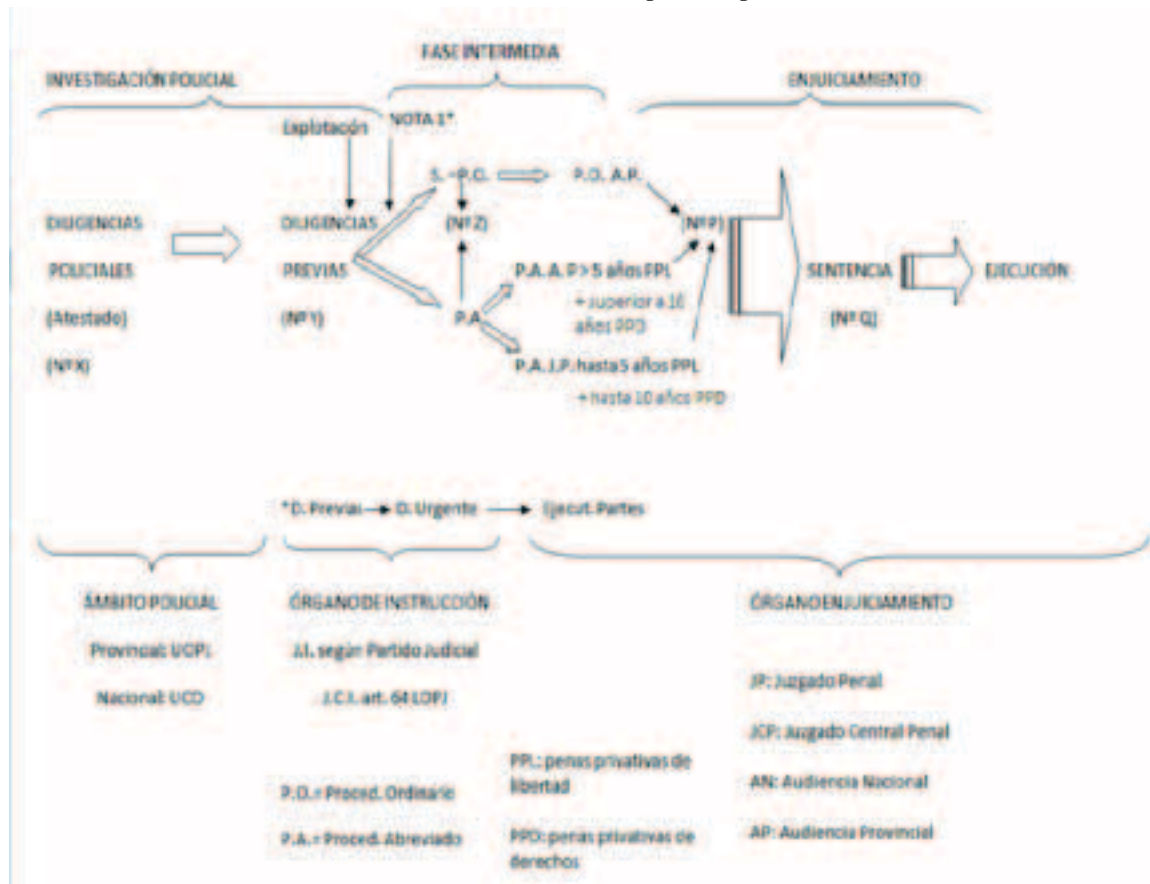 FASE INTERMEDIA
INVESTIGACIÓN POLICIAL
ENJUICIAMIENTO
Explotación
NOTA 1*
P.O. A.P.
DILIGENCIAS
POLICIALES
(Atestado)
(Nº X)
DILIGENCIAS
PREVIAS
(Nº Y)
(Nº Z)
P.A.
P.A. A. P > 5 años PPL
+ superior a 10
años PPD
P.A. J.P. hasta 5 años PPL
+ hasta 10 años PPD
(Nº P)
SENTENCIA
(Nº Q)
EJECUCIÓN
*D. Previas
D. Urgente
Ejecut. Partes
ÁMBITO POLICIAL
Provincial: UOPJ
Nacional: UCO
ÓRGANO DE INSTRUCCIÓN
J.I. según Partido Judicial
J.C.I. art. 64 LOPJ
ÓRGANO ENJUICIAMIENTO
JP: Juzgado Penal
JCP: Juzgado Central Penal
AN: Audiencia Nacional
AP: Audiencia Provincial
P.O.= Proced. Ordinario
P.A.= Proced. Abreviado
PPL: penas privativas de
libertad
PPD: penas privativas de
derechos